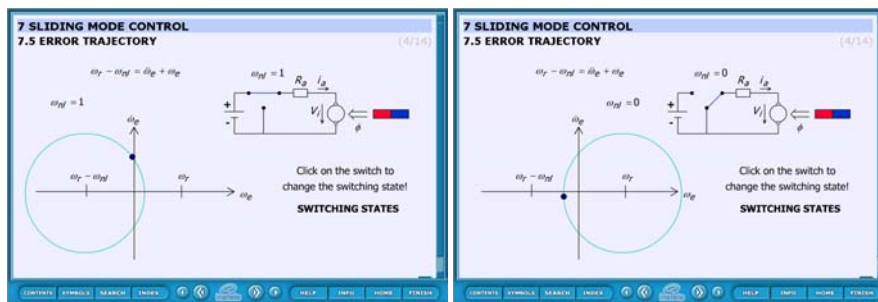 7 SLIDING MODE CONTROL
7.5 ERROR TRAJECTORY
(4/14)
ωr − ωnl = ω̈e + ωe
ωnl = 1
ωnl = 1
Ra
ia
+
-
Vi
ϕ
ω̇e
ωr − ωnl
ωr
ωe
Click on the switch to
change the switching state!
SWITCHING STATES
CONTENTS SYMBOLS SEARCH INDEX HELP INFO HOME FINISH
7 SLIDING MODE CONTROL
7.5 ERROR TRAJECTORY
(4/14)
ωr − ωnl = ω̈e + ωe
ωnl = 0
ωnl = 0
Ra
ia
+
-
Vi
ϕ
ω̇e
ωr − ωnl
ωr
ωe
Click on the switch to
change the switching state!
SWITCHING STATES
CONTENTS SYMBOLS SEARCH INDEX HELP INFO HOME FINISH